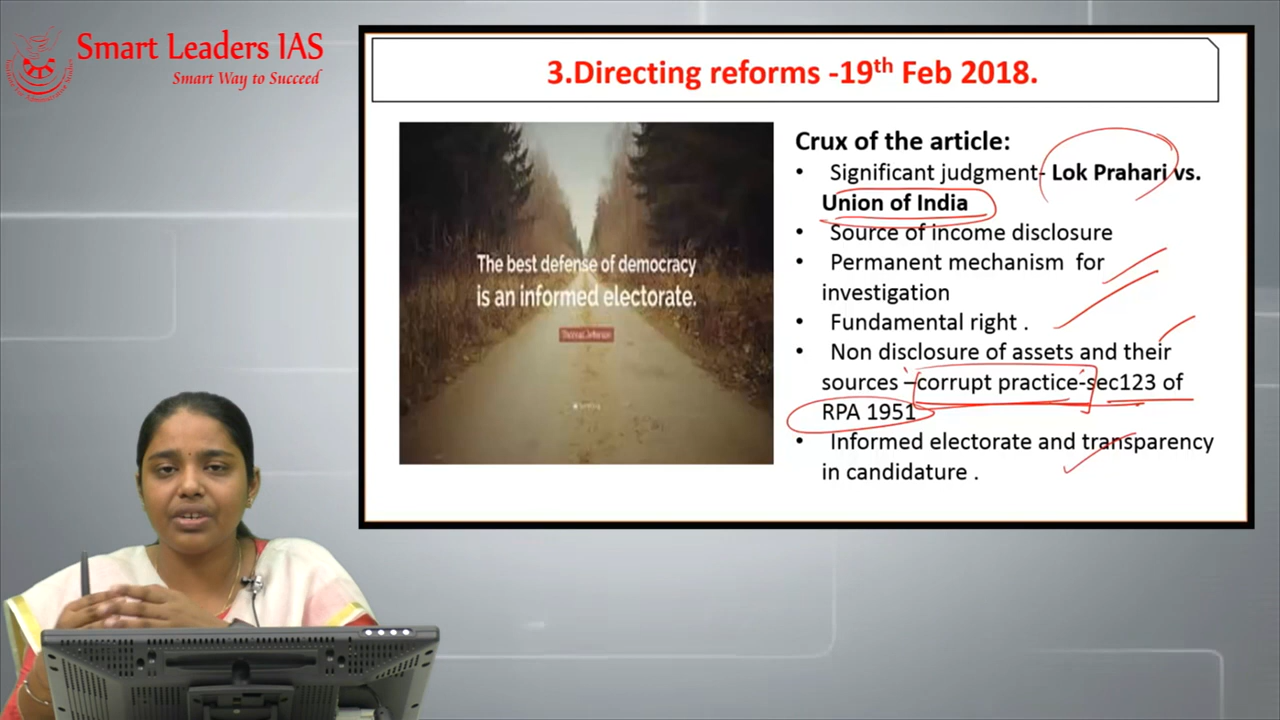 Smart Leaders IAS
Smart Way to Succeed
3.Directing reforms -19th Feb 2018.
The best defense of democracy
is an informed electorate.
Thomas Jefferson
Crux of the article:
• Significant judgment- Lok Prahari vs.
Union of India
• Source of income disclosure
• Permanent mechanism for
investigation
• Fundamental right .
• Non disclosure of assets and their
sources –corrupt practice-sec123 of
RPA 1951
• Informed electorate and transparency
in candidature .